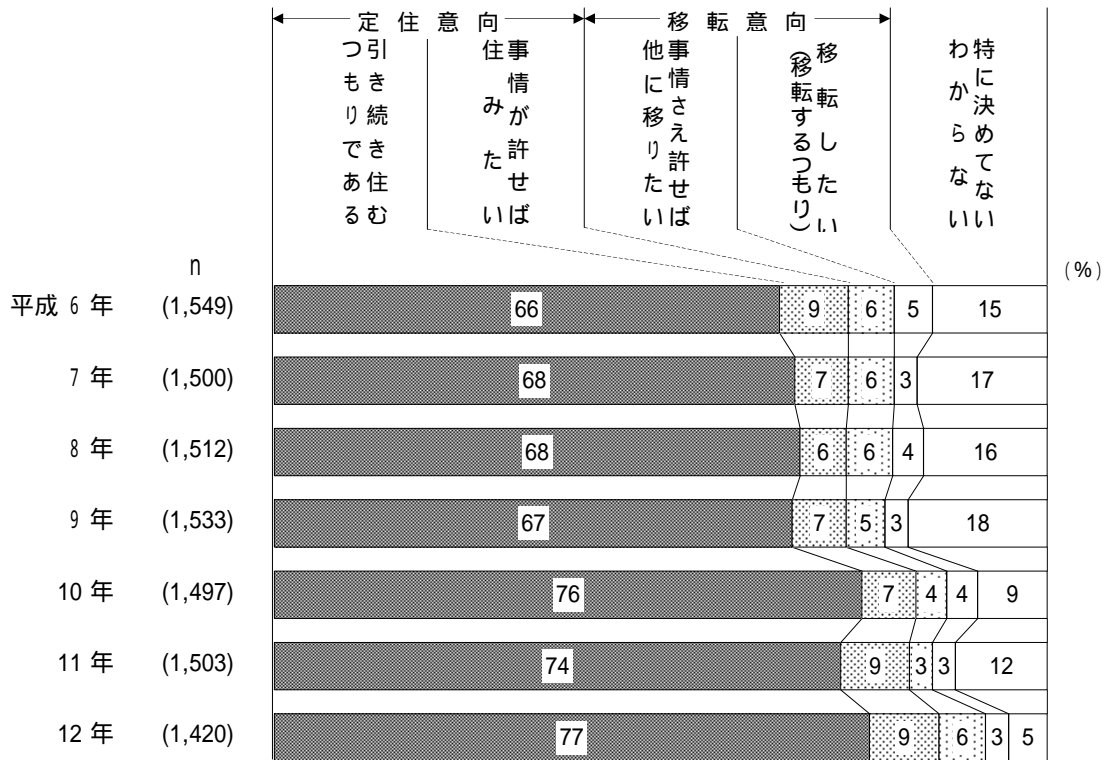 定住意向
移転意向
引き続き住む
つもりである
事情が許せば
住みたい
事情さえ許せば
他に移りたい
移転したい
(移転するつもり)
特に決めてない
わからない
n
(%)
平成 6 年 (1,549) 66 9 6 5 15
7 年 (1,500) 68 7 6 3 17
8 年 (1,512) 68 6 6 4 16
9 年 (1,533) 67 7 5 3 18
10 年 (1,497) 76 7 4 4 9
11 年 (1,503) 74 9 3 3 12
12 年 (1,420) 77 9 6 3 5